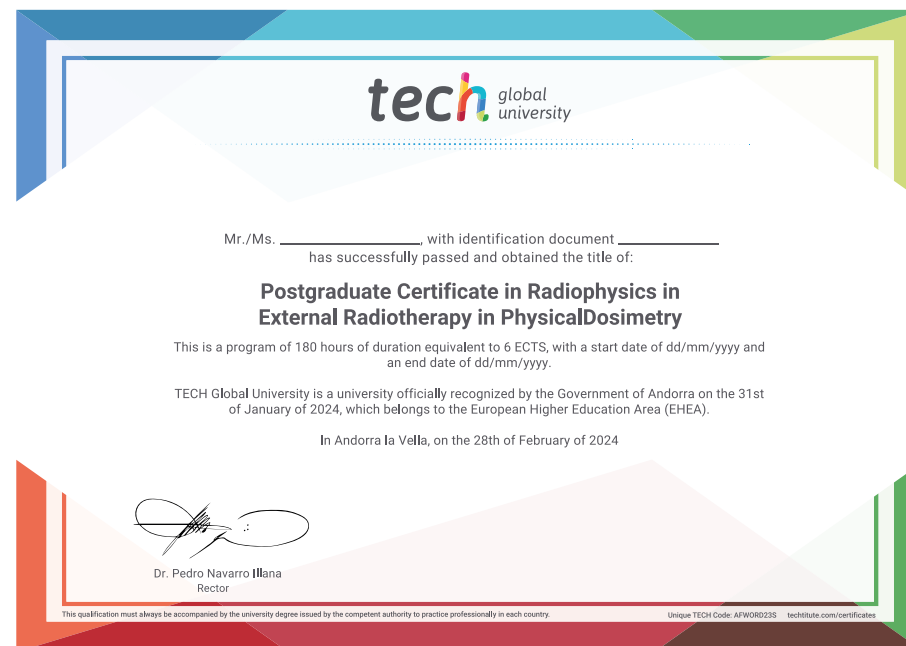 tech global
university
Mr./Ms. ____________, with identification document ____________
has successfully passed and obtained the title of:
Postgraduate Certificate in Radiophysics in
External Radiotherapy in PhysicalDosimetry
This is a program of 180 hours of duration equivalent to 6 ECTS, with a start date of dd/mm/yyyy and
an end date of dd/mm/yyyy.
TECH Global University is a university officially recognized by the Government of Andorra on the 31st
of January of 2024, which belongs to the European Higher Education Area (EHEA).
In Andorra la Vella, on the 28th of February of 2024
Dr. Pedro Navarro Illana
Rector
This qualification must always be accompanied by the university degree issued by the competent authority to practice professionally in each country.
Unique TECH Code: AFWORD23S techtitute.com/certificates